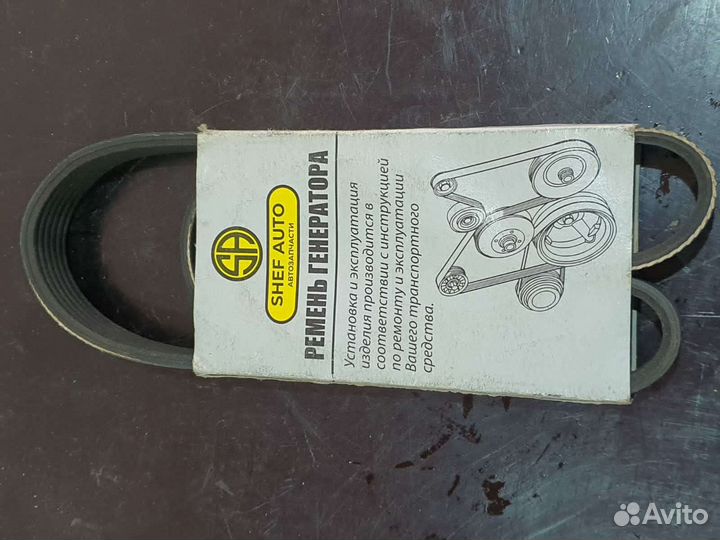 SHEF AUTO
АВТОЗАПЧАСТИ
РЕМЕНЬ ГЕНЕРАТОРА
Установка и эксплуатация
изделия производится в
соответствии с инструкцией
по ремонту и эксплуатации
Вашего транспортного
средства.
Avito